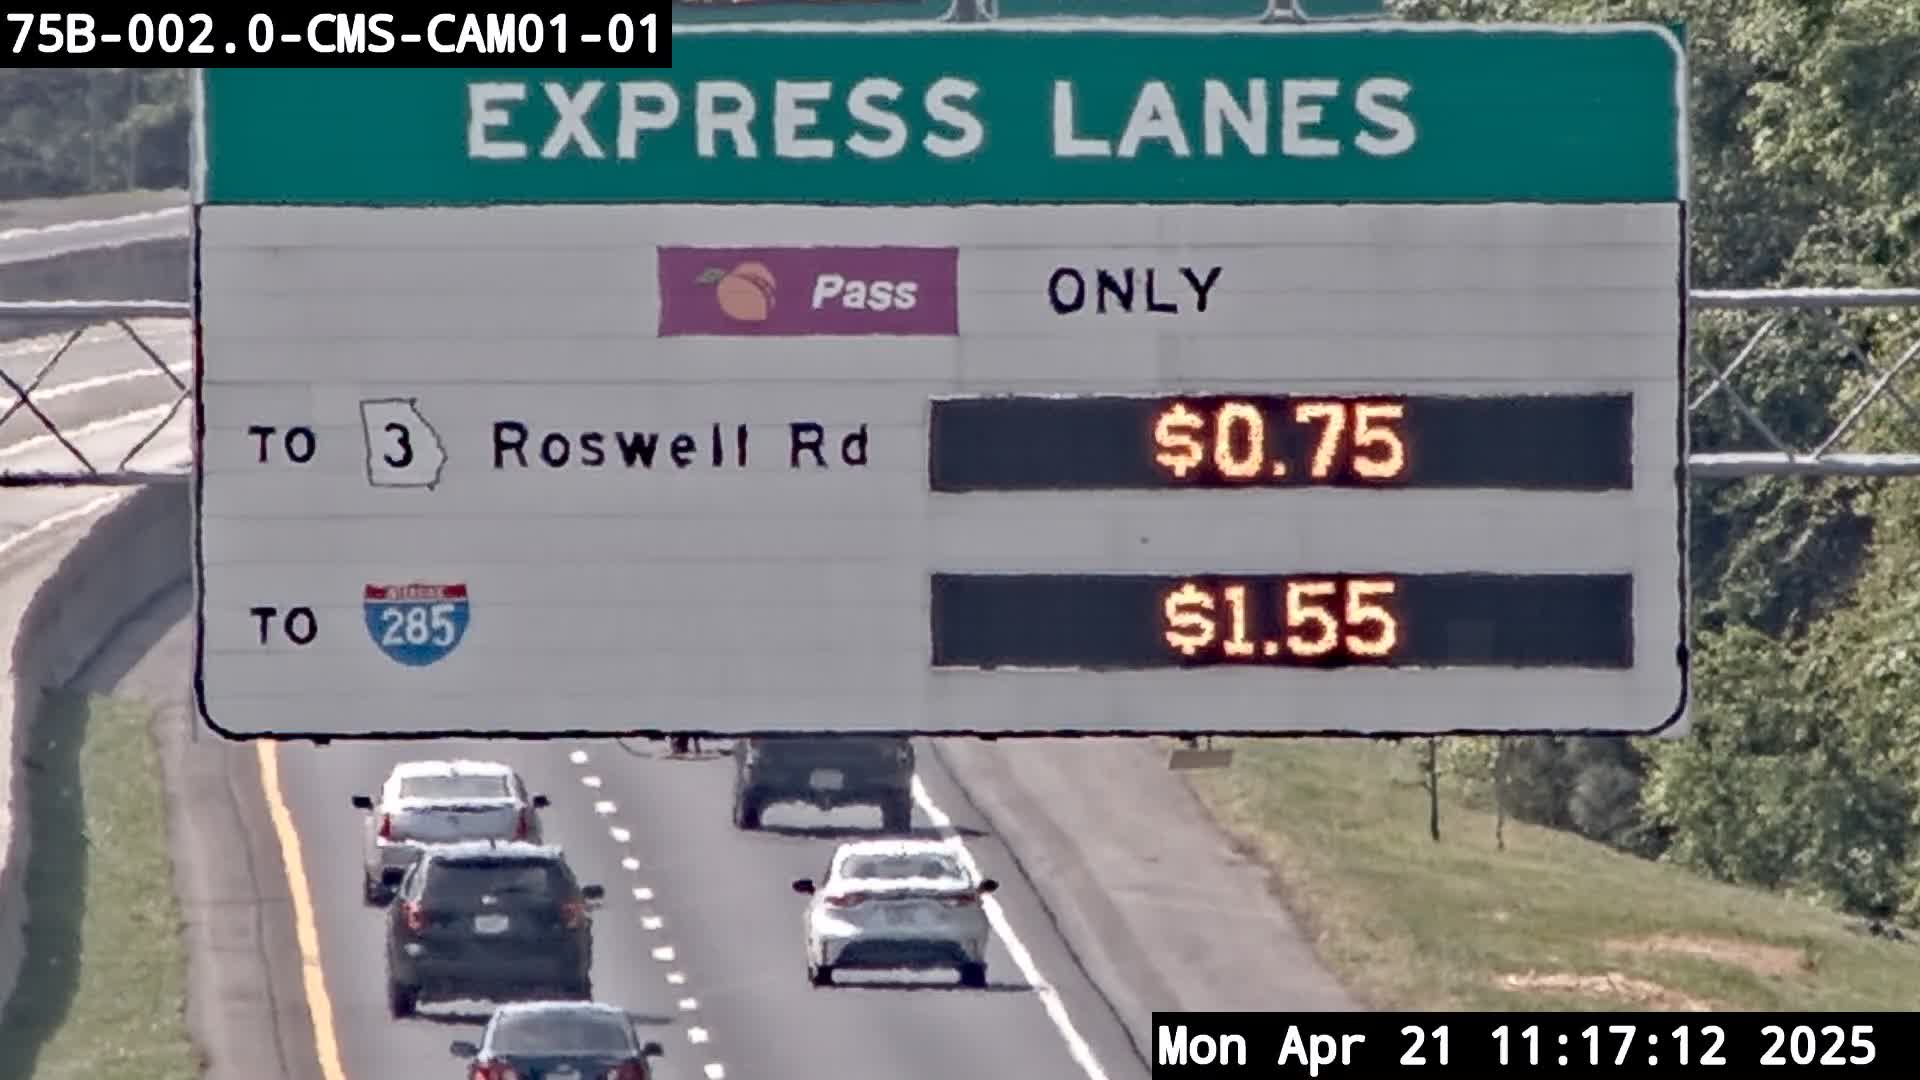 75B-002.0-CMS-CAM01-01
EXPRESS LANES
Pass ONLY
TO 3 Roswell Rd $0.75
TO INTERSTATE 285 $1.55
Mon Apr 21 11:17:12 2025